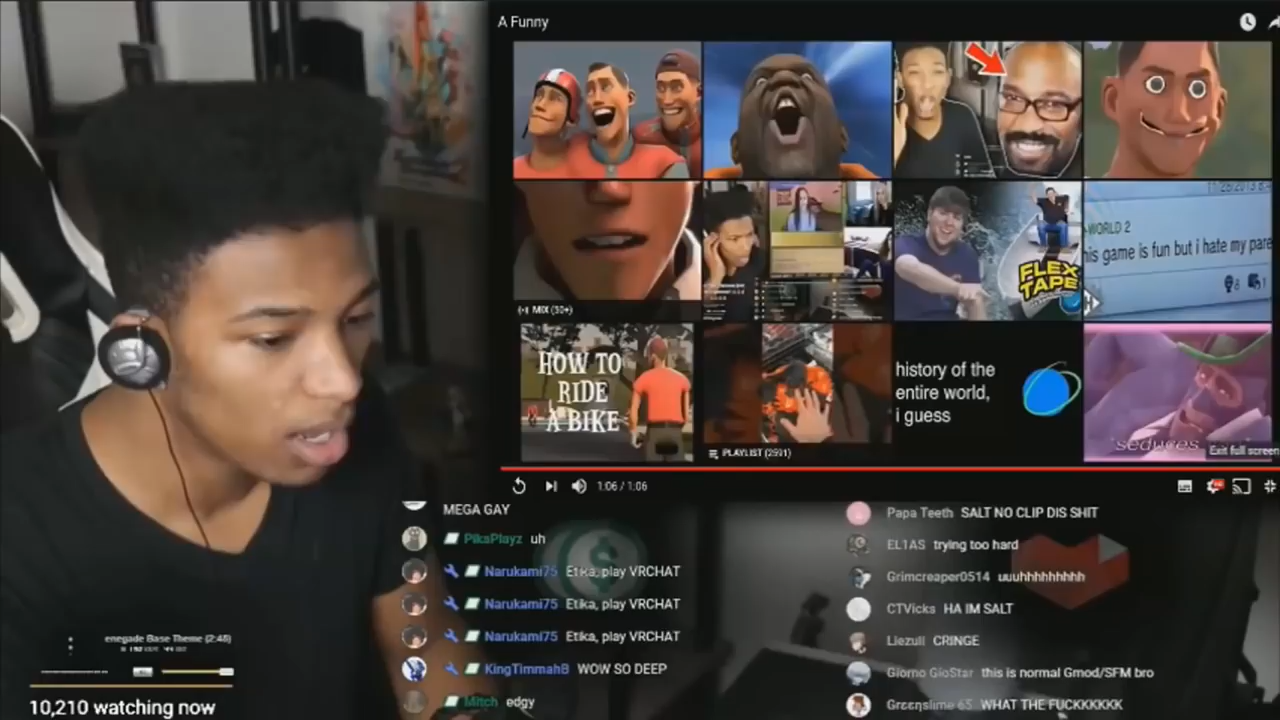 A Funny
WORLD 2
his game is fun but i hate my pare
MIX (50+)
FLEX
TAPE
HOW TO
RIDE
A BIKE
PLAYLIST (2591)
history of the
entire world,
i guess
seduces
Exit full screen
1:06 / 1:06
MEGA GAY
PikaPlayz uh
Narukami75 Etika, play VRCHAT
Narukami75 Etika, play VRCHAT
Narukami75 Etika, play VRCHAT
KingTimmah8 WOW SO DEEP
Mitch edgy
Papa Teeth SALT NO CLIP DIS SHIT
EL1AS trying too hard
Grimcreaper0514 uuuhhhhhhhhh
CTVicks HA IM SALT
Liezull CRINGE
Giorno GioStar this is normal Gmod/SFM bro
Greenslime 65 WHAT THE FUCKKKKKK
enegade Base Theme (2:48)
10,210 watching now